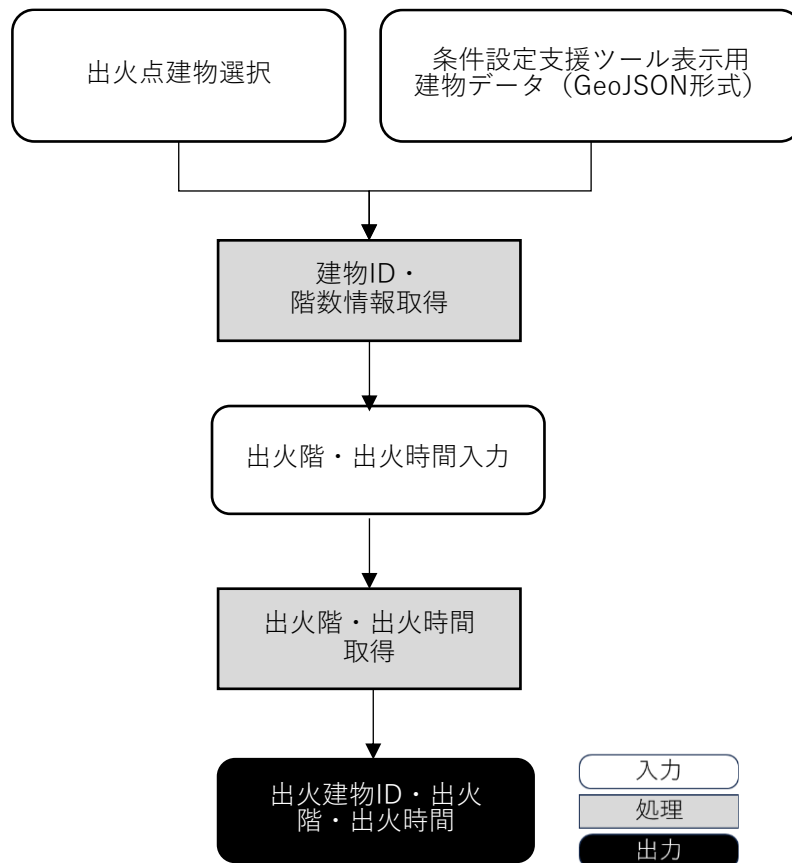 出火点建物選択
条件設定支援ツール表示用
建物データ（GeoJSON形式）
建物ID・
階数情報取得
出火階・出火時間入力
出火階・出火時間
取得
出火建物ID・出火
階・出火時間
入力
処理
出力